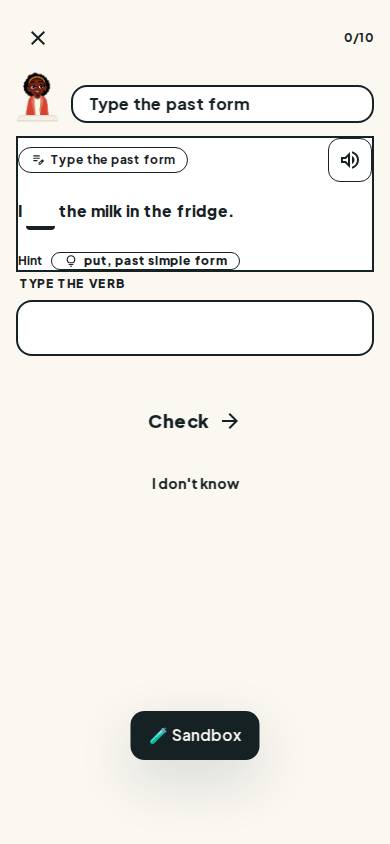 0/10
Type the past form
Type the past form
I ___ the milk in the fridge.
Hint put, past simple form
TYPE THE VERB
Check
I don't know
Sandbox